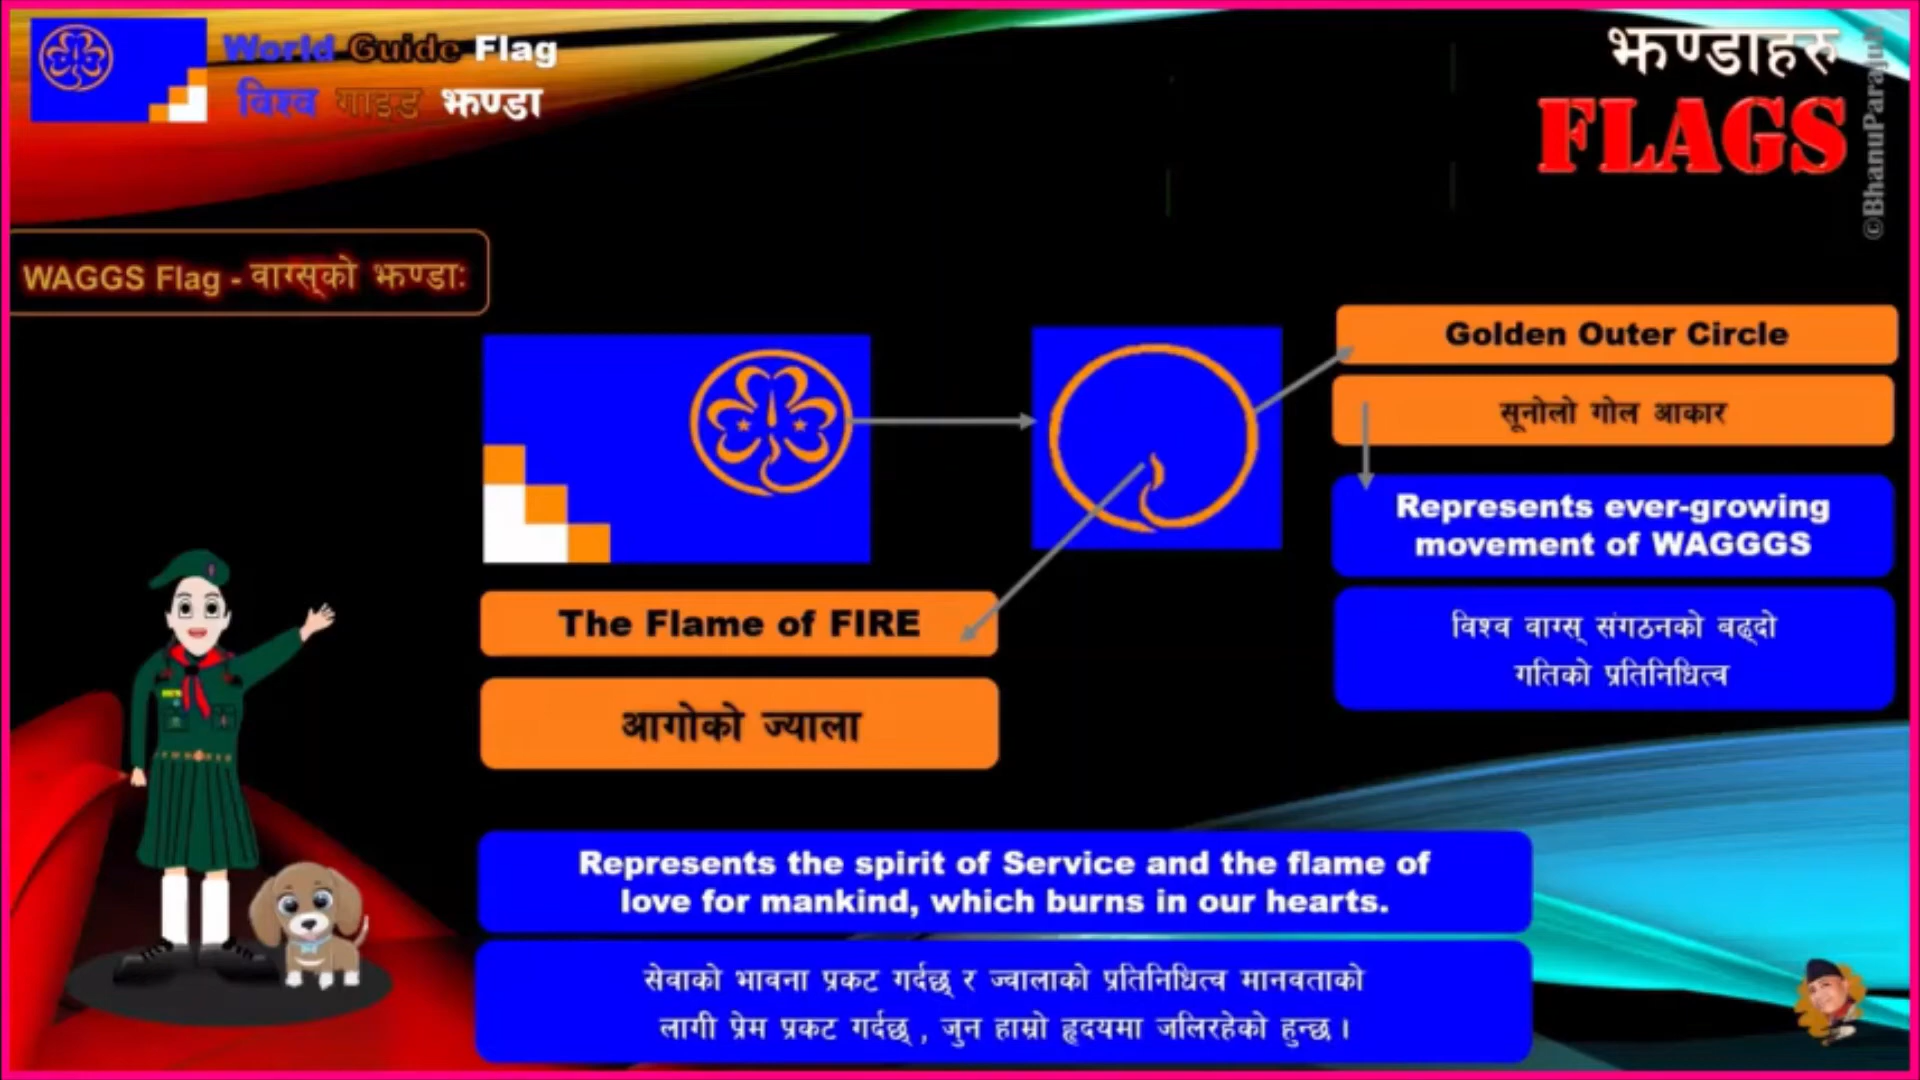 World Guide Flag
विश्व गाइड झण्डा
झण्डाहरु
FLAGS
©BhanuParajuli
WAGGS Flag - वाग्स्‌को झण्डाः
Golden Outer Circle
सूनोलो गोल आकार
Represents ever-growing
movement of WAGGGS
विश्व वाग्स् संगठनको बढ्दो
गतिको प्रतिनिधित्व
The Flame of FIRE
आगोको ज्याला
Represents the spirit of Service and the flame of
love for mankind, which burns in our hearts.
सेवाको भावना प्रकट गर्दछ् र ज्वालाको प्रतिनिधित्व मानवताको
लागी प्रेम प्रकट गर्दछ् , जुन हाम्रो हृदयमा जलिरहेको हुन्छ ।